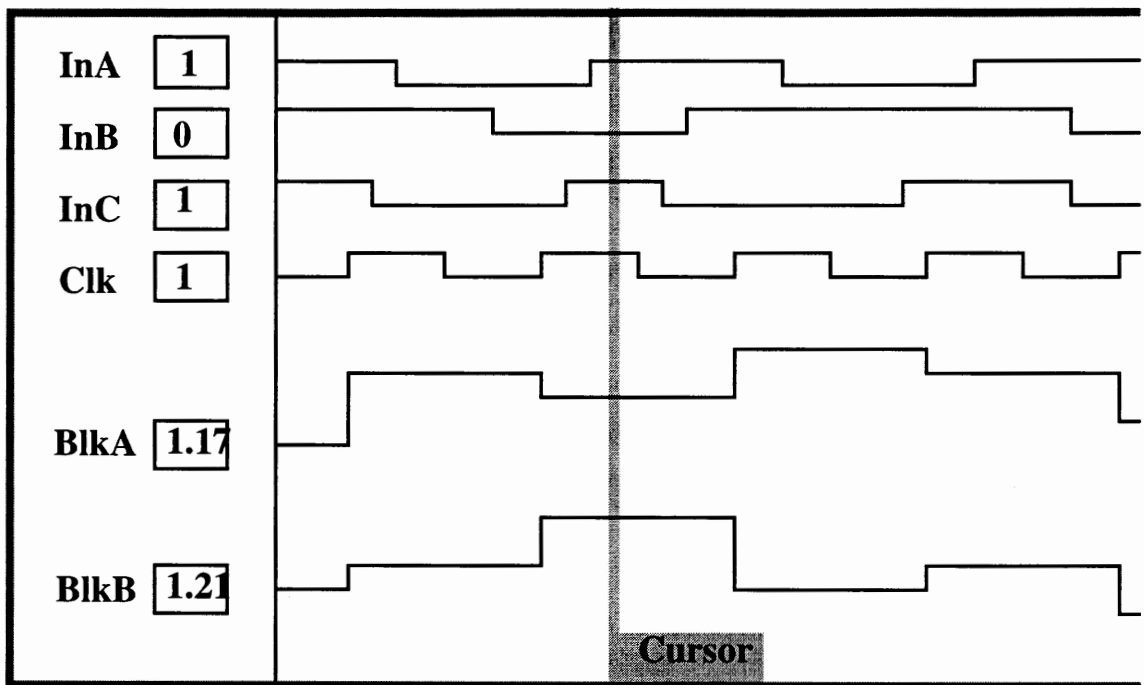 InA 1
InB 0
InC 1
Clk 1
BlkA 1.17
BlkB 1.21
Cursor